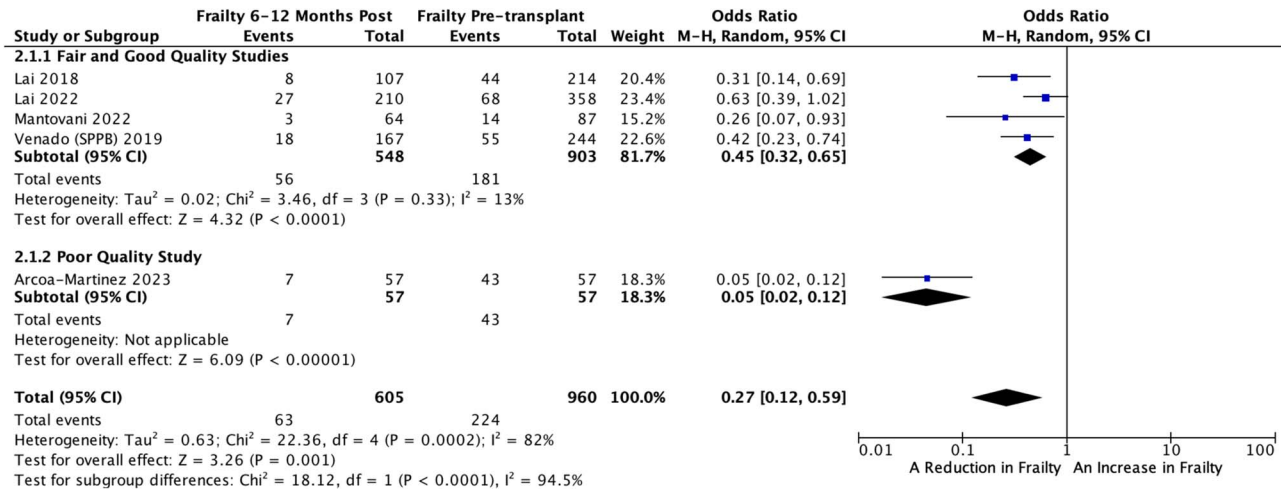 Frailty 6-12 Months Post Frailty Pre-transplant Odds Ratio Odds Ratio
Study or Subgroup Events Total Events Total Weight M-H, Random, 95% CI M-H, Random, 95% CI
2.1.1 Fair and Good Quality Studies
Lai 2018 8 107 44 214 20.4% 0.31 [0.14, 0.69]
Lai 2022 27 210 68 358 23.4% 0.63 [0.39, 1.02]
Mantovani 2022 3 64 14 87 15.2% 0.26 [0.07, 0.93]
Venado (SPPB) 2019 18 167 55 244 22.6% 0.42 [0.23, 0.74]
Subtotal (95% CI) 548 903 81.7% 0.45 [0.32, 0.65]
Total events 56 181
Heterogeneity: Tau² = 0.02; Chi² = 3.46, df = 3 (P = 0.33); I² = 13%
Test for overall effect: Z = 4.32 (P < 0.0001)
2.1.2 Poor Quality Study
Arcoa-Martinez 2023 7 57 43 57 18.3% 0.05 [0.02, 0.12]
Subtotal (95% CI) 57 57 18.3% 0.05 [0.02, 0.12]
Total events 7 43
Heterogeneity: Not applicable
Test for overall effect: Z = 6.09 (P < 0.00001)
Total (95% CI) 605 960 100.0% 0.27 [0.12, 0.59]
Total events 63 224
Heterogeneity: Tau² = 0.63; Chi² = 22.36, df = 4 (P = 0.0002); I² = 82%
Test for overall effect: Z = 3.26 (P = 0.001)
Test for subgroup differences: Chi² = 18.12, df = 1 (P < 0.0001), I² = 94.5%
0.01 0.1 1 10 100
A Reduction in Frailty An Increase in Frailty